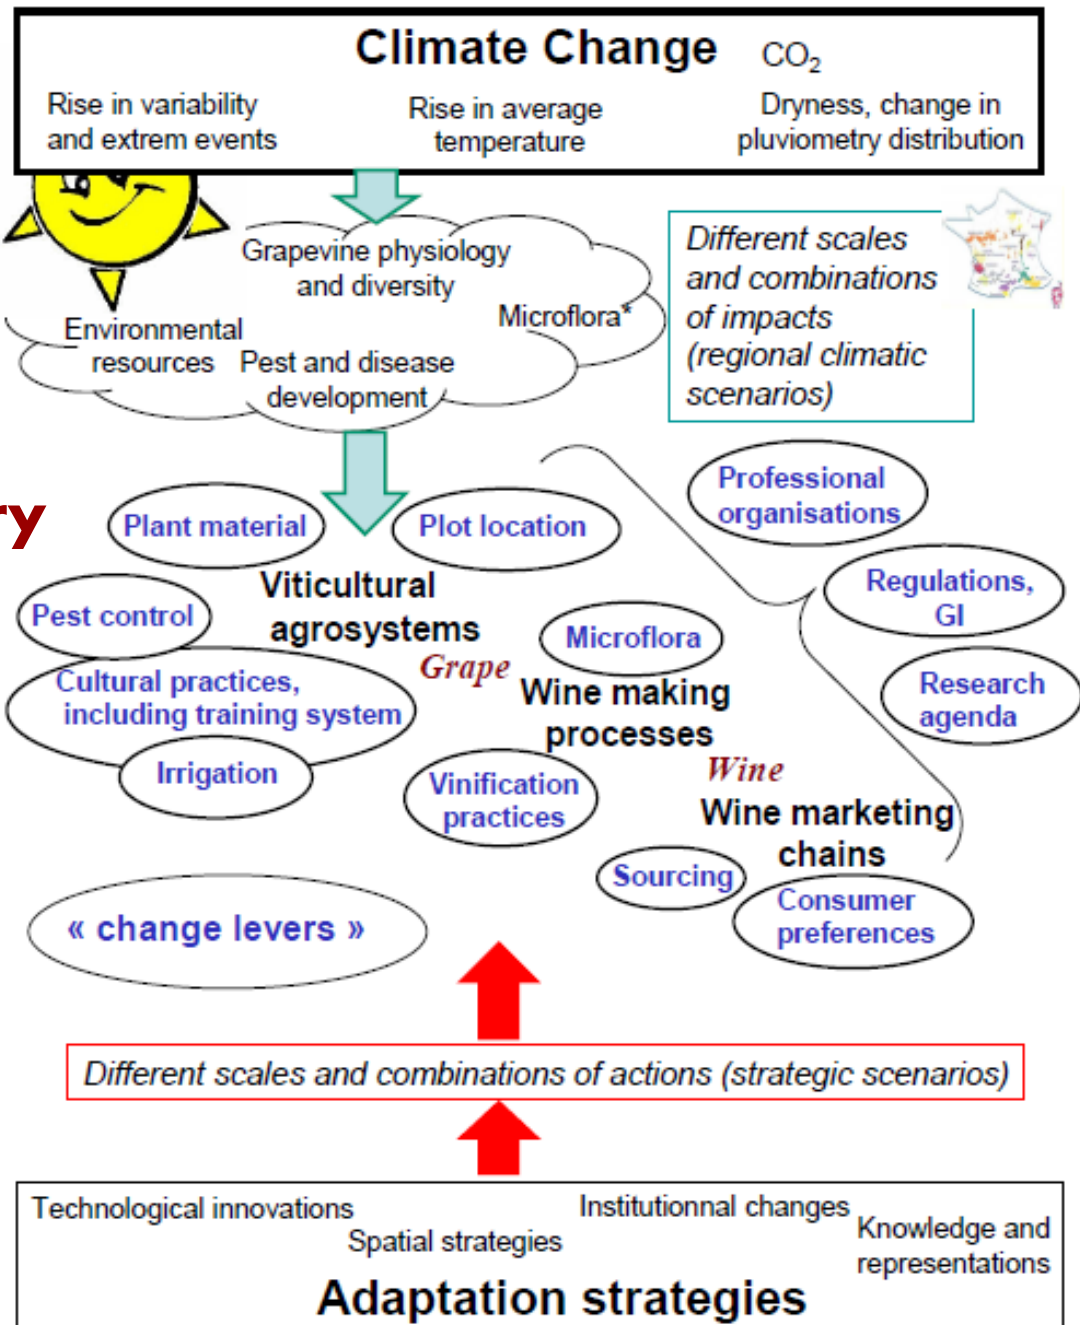 Climate Change CO₂
Rise in variability
and extrem events
Rise in average
temperature
Dryness, change in
pluviometry distribution
Grapevine physiology
and diversity
Microflora*
Environmental
resources
Pest and disease
development
Different scales
and combinations
of impacts
(regional climatic
scenarios)
ry
Plant material
Plot location
Professional
organisations
Viticultural
agrosystems
Pest control
Regulations,
GI
Microflora
Grape
Cultural practices,
including training system
Wine making
processes
Research
agenda
Irrigation
Vinification
practices
Wine
Wine marketing
chains
Sourcing
Consumer
preferences
« change levers »
Different scales and combinations of actions (strategic scenarios)
Technological innovations
Spatial strategies
Institutionnal changes
Knowledge and
representations
Adaptation strategies